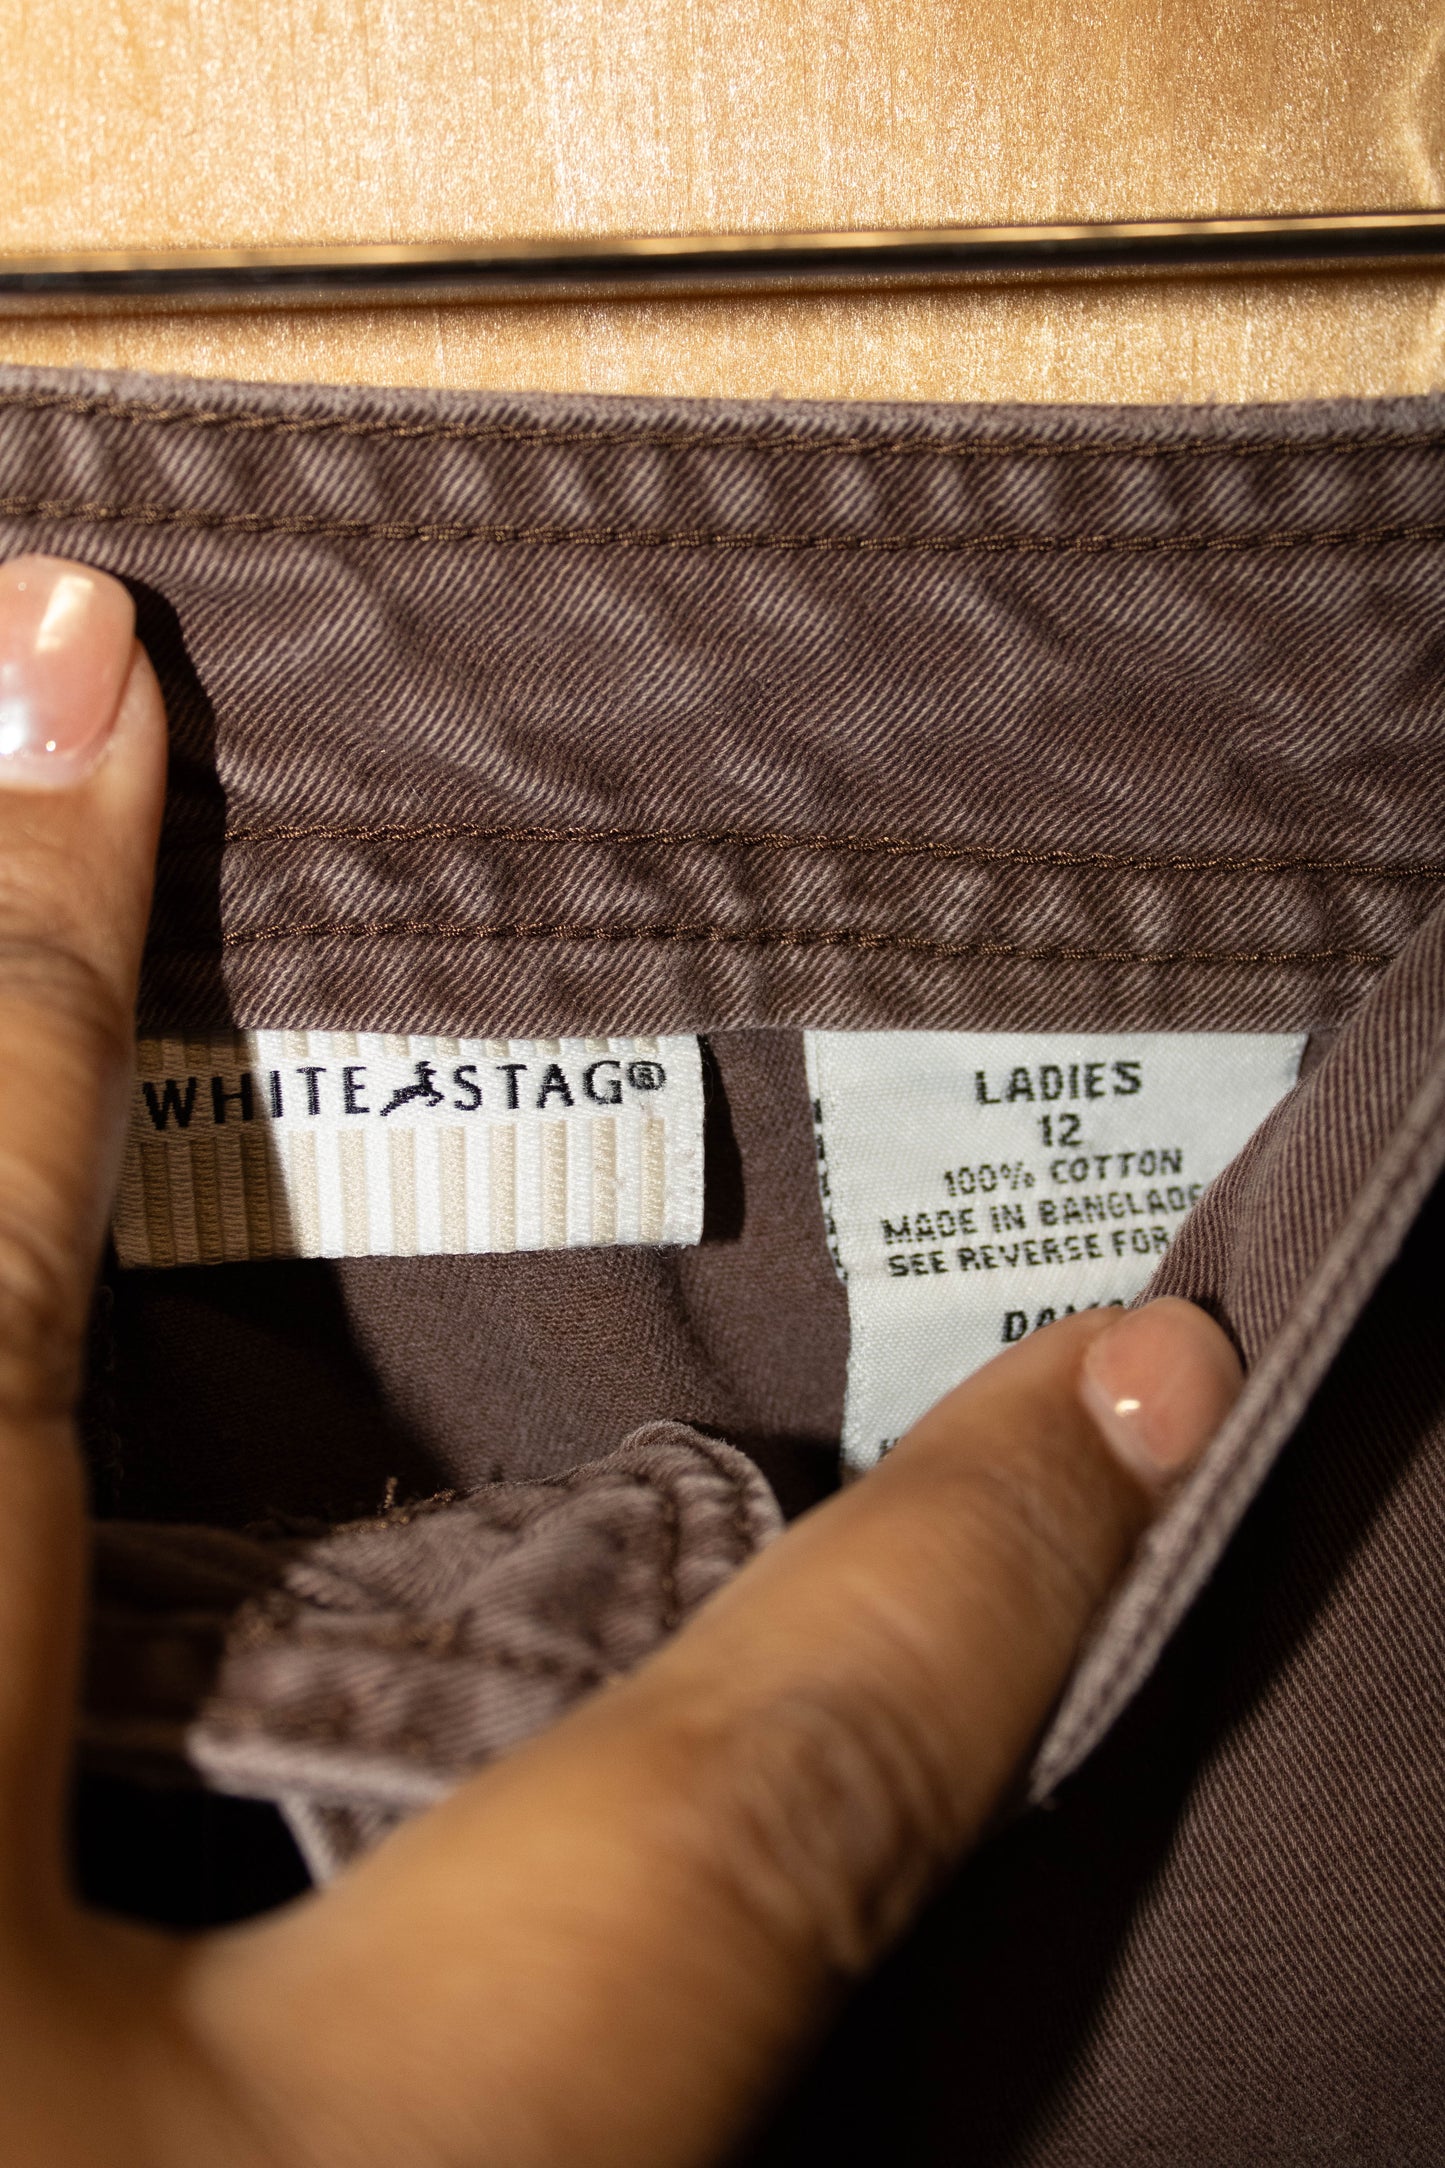 WHITE STAG®
LADIES
12
100% COTTON
MADE IN BANGLADE
SEE REVERSE FOR